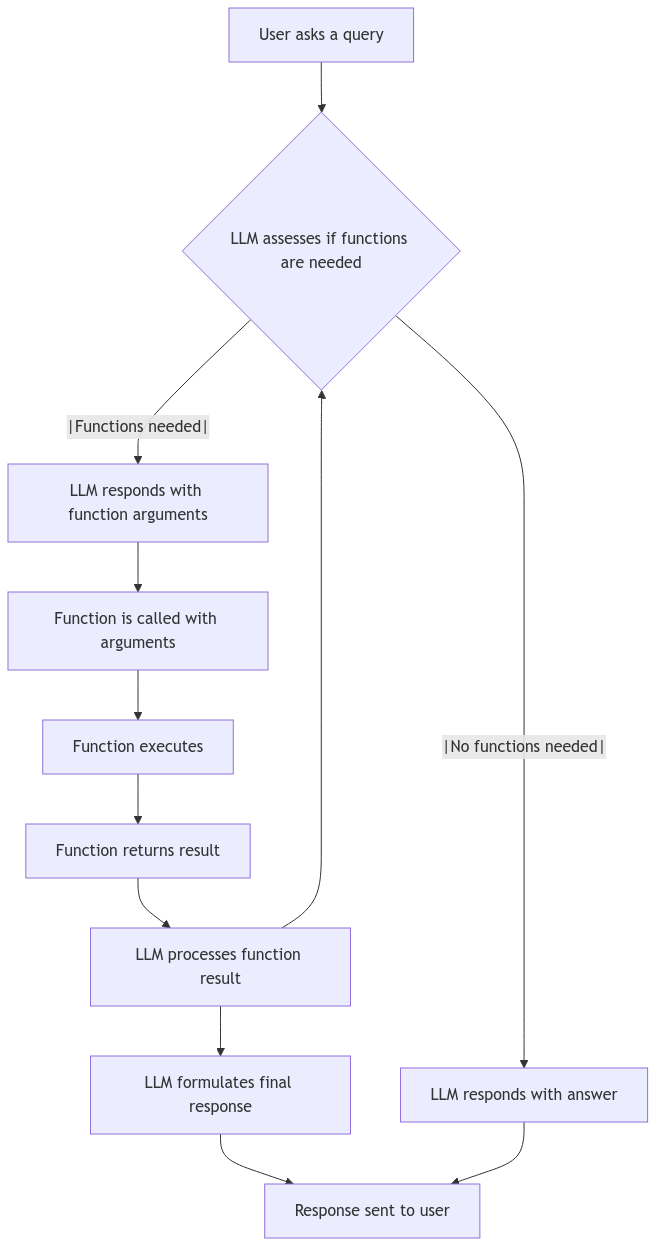 User asks a query
LLM assesses if functions
are needed
|Functions needed|
LLM responds with
function arguments
Function is called with
arguments
Function executes
|No functions needed|
Function returns result
LLM processes function
result
LLM formulates final
response
LLM responds with answer
Response sent to user